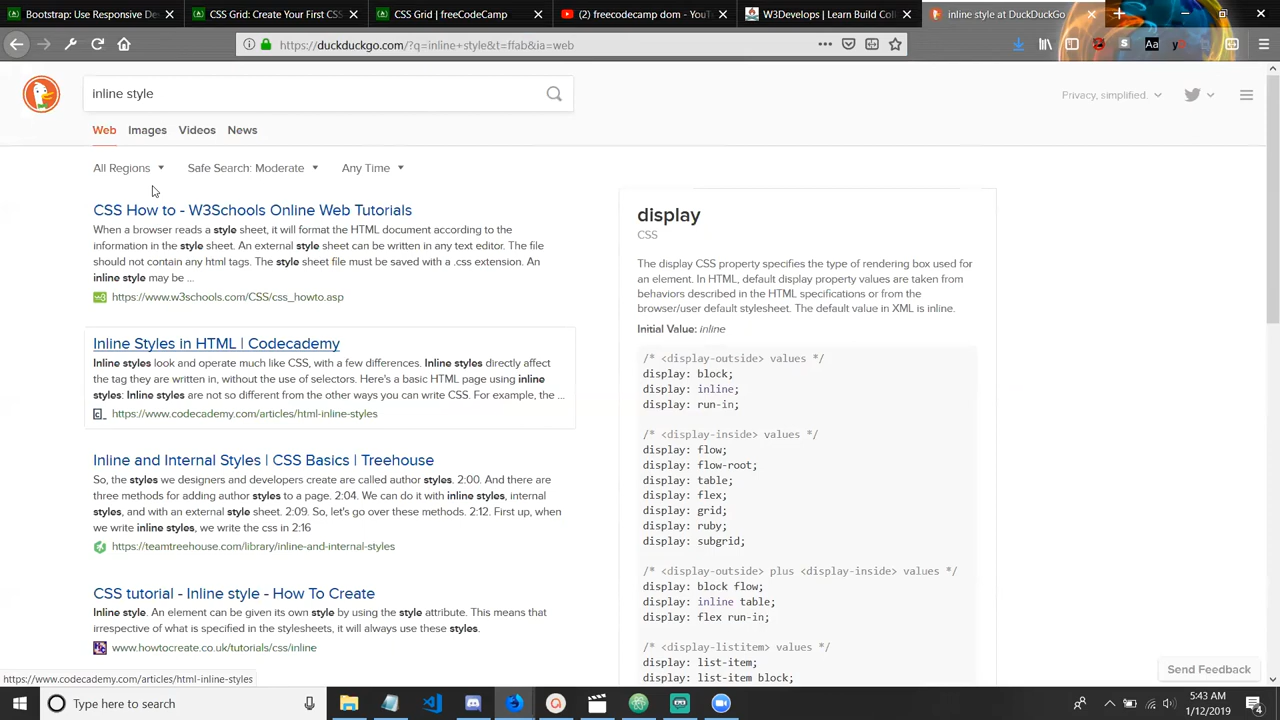 Bootstrap: Use Responsive Des
CSS Grid: Create Your First CSS
CSS Grid | freeCodeCamp
(2) freecodecamp dom - YouT
W3Develops | Learn Build Coll
inline style at DuckDuckGo
https://duckduckgo.com/?q=inline+style&t=ffab&ia=web
inline style
Privacy, simplified.
Web Images Videos News
All Regions Safe Search: Moderate Any Time
CSS How to - W3Schools Online Web Tutorials
When a browser reads a style sheet, it will format the HTML document according to the
information in the style sheet. An external style sheet can be written in any text editor. The file
should not contain any html tags. The style sheet file must be saved with a .css extension. An
inline style may be ...
https://www.w3schools.com/CSS/css_howto.asp
Inline Styles in HTML | Codecademy
Inline styles look and operate much like CSS, with a few differences. Inline styles directly affect
the tag they are written in, without the use of selectors. Here's a basic HTML page using inline
styles: Inline styles are not so different from the other ways you can write CSS. For example, the ...
https://www.codecademy.com/articles/html-inline-styles
Inline and Internal Styles | CSS Basics | Treehouse
So, the styles we designers and developers create are called author styles. 2:00. And there are
three methods for adding author styles to a page. 2:04. We can do it with inline styles, internal
styles, and with an external style sheet. 2:09. So, let's go over these methods. 2:12. First up, when
we write inline styles, we write the css in 2:16
https://teamtreehouse.com/library/inline-and-internal-styles
CSS tutorial - Inline style - How To Create
Inline style. An element can be given its own style by using the style attribute. This means that
irrespective of what is specified in the stylesheets, it will always use these styles.
www.howtocreate.co.uk/tutorials/css/inline
display
CSS
The display CSS property specifies the type of rendering box used for
an element. In HTML, default display property values are taken from
behaviors described in the HTML specifications or from the
browser/user default stylesheet. The default value in XML is inline.
Initial Value: inline
/* <display-outside> values */
display: block;
display: inline;
display: run-in;
/* <display-inside> values */
display: flow;
display: flow-root;
display: table;
display: flex;
display: grid;
display: ruby;
display: subgrid;
/* <display-outside> plus <display-inside> values */
display: block flow;
display: inline table;
display: flex run-in;
/* <display-listitem> values */
display: list-item;
display: list-item block;
Send Feedback
https://www.codecademy.com/articles/html-inline-styles
Type here to search
5:43 AM
1/12/2019
4